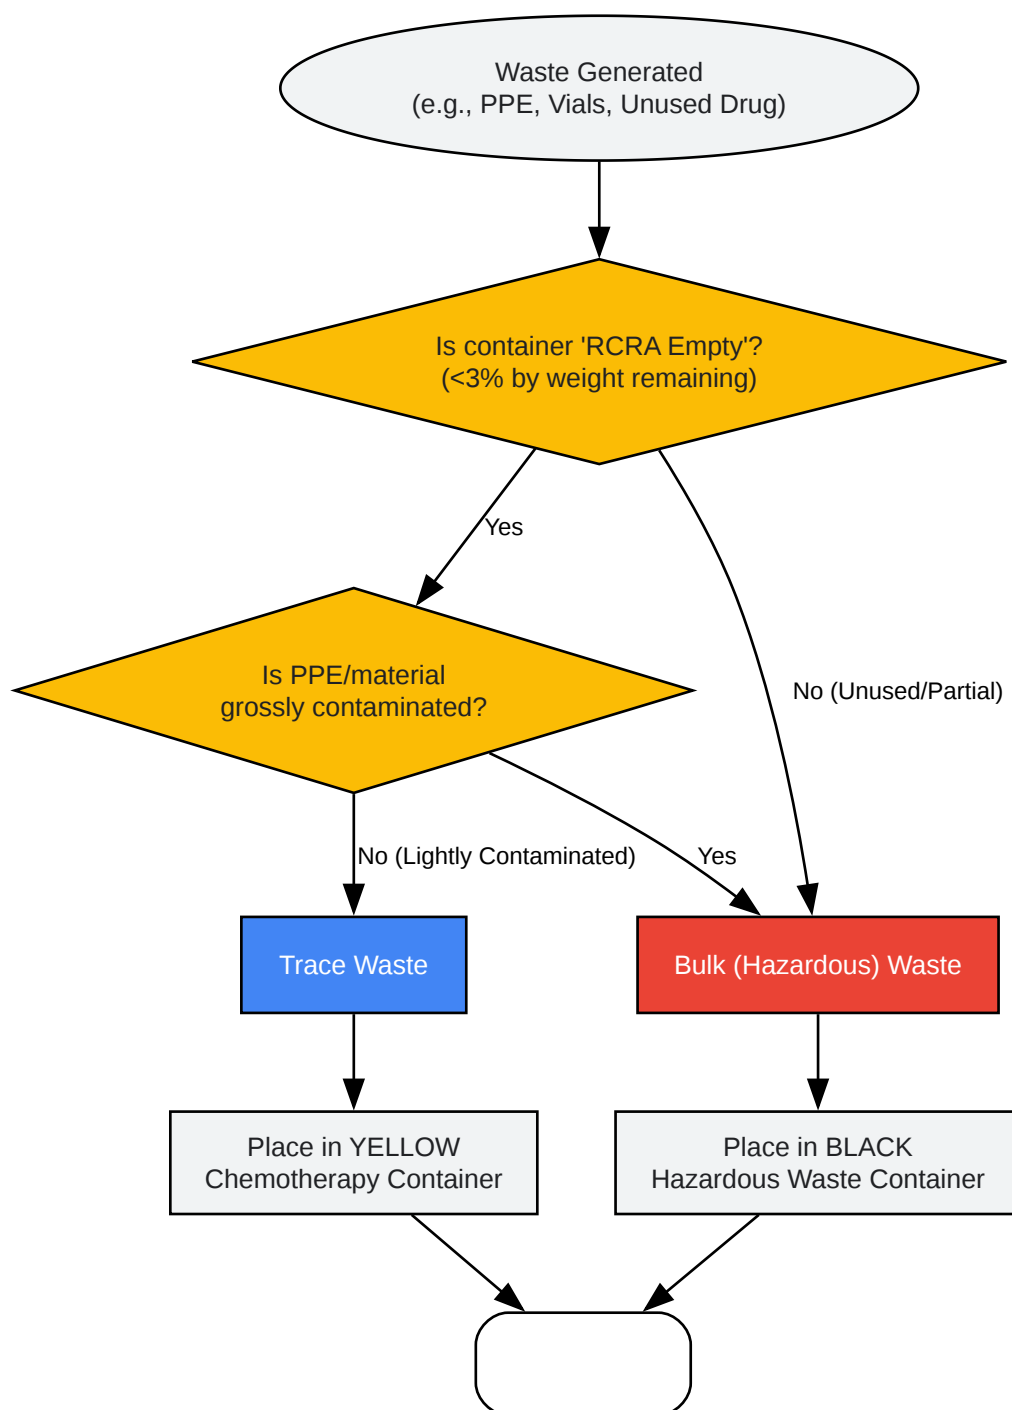 Waste Generated
(e.g., PPE, Vials, Unused Drug)
Is container 'RCRA Empty'?
(<3% by weight remaining)
Yes
No (Unused/Partial)
Is PPE/material
grossly contaminated?
No (Lightly Contaminated)
Yes
Trace Waste
Bulk (Hazardous) Waste
Place in YELLOW
Chemotherapy Container
Place in BLACK
Hazardous Waste Container